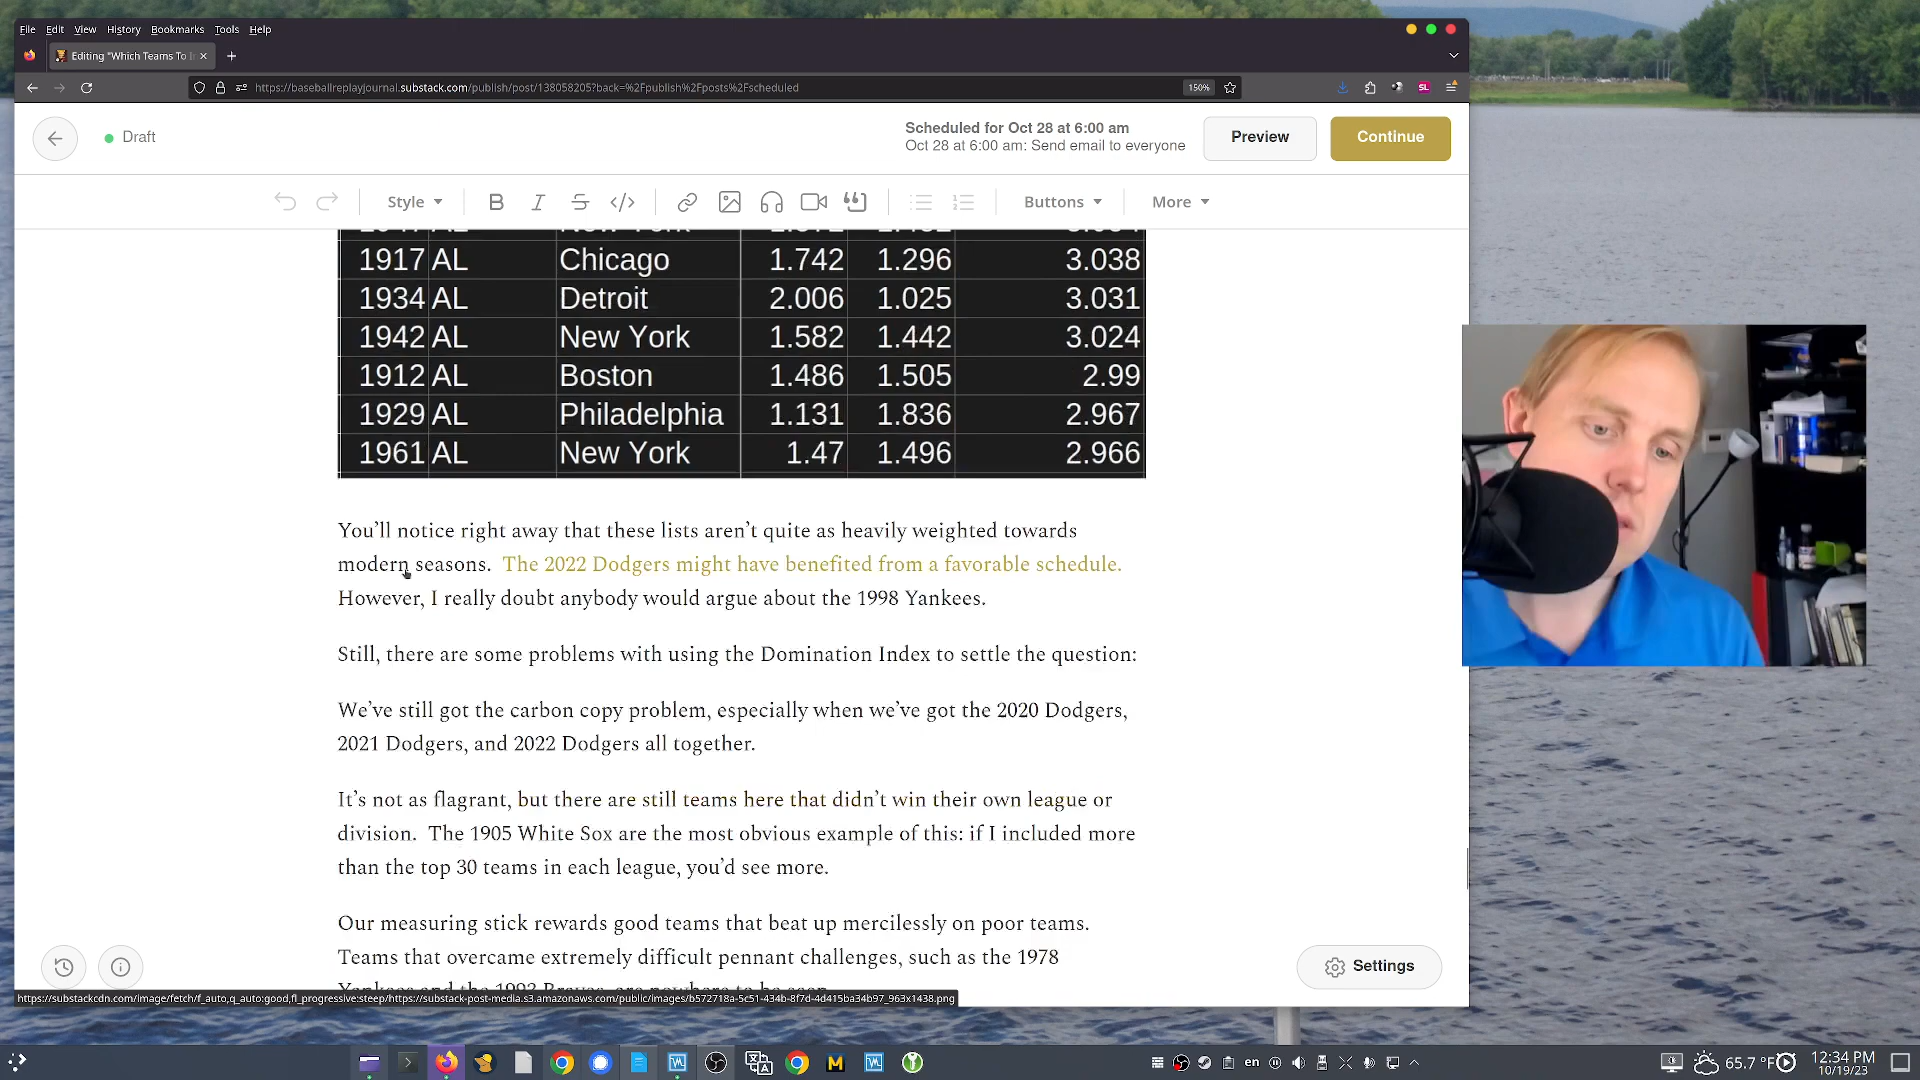 File Edit View History Bookmarks Tools Help
Editing "Which Teams To I
https://baseballreplayjournal.substack.com/publish/post/138058205?back=%2Fpublish%2Fposts%2Fscheduled
150%
SL
Draft
Scheduled for Oct 28 at 6:00 am
Oct 28 at 6:00 am: Send email to everyone
Preview
Continue
Style
Buttons
More
1917 AL Chicago 1.742 1.296 3.038
1934 AL Detroit 2.006 1.025 3.031
1942 AL New York 1.582 1.442 3.024
1912 AL Boston 1.486 1.505 2.99
1929 AL Philadelphia 1.131 1.836 2.967
1961 AL New York 1.47 1.496 2.966
You'll notice right away that these lists aren't quite as heavily weighted towards
modern seasons. The 2022 Dodgers might have benefited from a favorable schedule.
However, I really doubt anybody would argue about the 1998 Yankees.
Still, there are some problems with using the Domination Index to settle the question:
We've still got the carbon copy problem, especially when we've got the 2020 Dodgers,
2021 Dodgers, and 2022 Dodgers all together.
It's not as flagrant, but there are still teams here that didn't win their own league or
division. The 1905 White Sox are the most obvious example of this: if I included more
than the top 30 teams in each league, you'd see more.
Our measuring stick rewards good teams that beat up mercilessly on poor teams.
Teams that overcame extremely difficult pennant challenges, such as the 1978
Yankees and the 1993 Braves, are nowhere to be seen.
Settings
https://substackcdn.com/image/fetch/f_auto,q_auto:good,fl_progressive:steep/https://substack-post-media.s3.amazonaws.com/public/images/b572718a-5c51-434b-8f7d-4d415ba34b97_963x1438.png
en
65.7 °F
12:34 PM
10/19/23